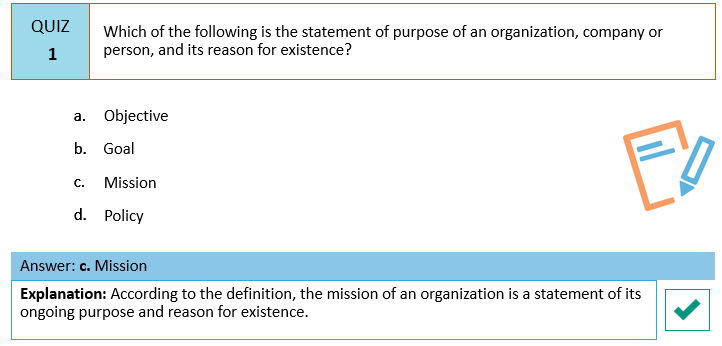 QUIZ
1
Which of the following is the statement of purpose of an organization, company or
person, and its reason for existence?
a. Objective
b. Goal
c. Mission
d. Policy
Answer: c. Mission
Explanation: According to the definition, the mission of an organization is a statement of its
ongoing purpose and reason for existence.